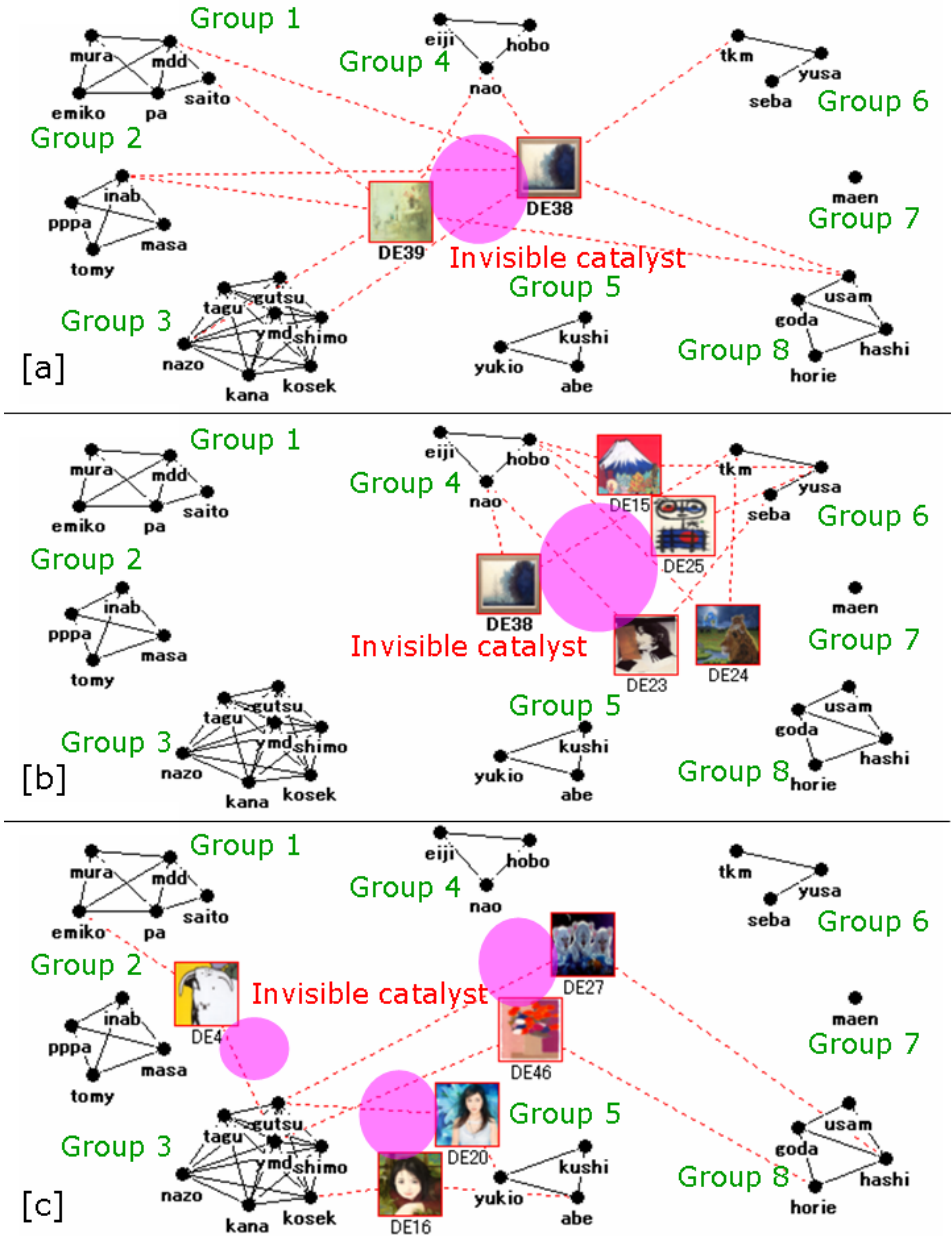 Group 1
mura
mdd
emiko
pa
saito
eiji
hobo
Group 4
nao
tkm
yusa
seba
Group 6
Group 2
inab
pppa
masa
tomy
DE39
DE38
Invisible catalyst
maen
Group 7
Group 3
tagu
gutsu
ymd
shimo
nazo
kana
kosek
Group 5
kushi
yukio
abe
usam
goda
hashi
Group 8
horie
[a]
Group 1
mura
mdd
emiko
pa
saito
eiji
hobo
Group 4
nao
DE15
tkm
yusa
seba
Group 6
DE25
Group 2
inab
pppa
masa
tomy
DE38
Invisible catalyst
DE23
DE24
maen
Group 7
Group 3
tagu
gutsu
ymd
shimo
nazo
kana
kosek
Group 5
kushi
yukio
abe
usam
goda
hashi
Group 8
horie
[b]
Group 1
mura
mdd
emiko
pa
saito
eiji
hobo
Group 4
nao
tkm
yusa
seba
Group 6
Group 2
inab
pppa
masa
tomy
DE4
Invisible catalyst
DE27
DE46
maen
Group 7
Group 3
tagu
gutsu
ymd
shimo
nazo
kana
kosek
DE20
DE16
Group 5
kushi
yukio
abe
usam
goda
hashi
Group 8
horie
[c]